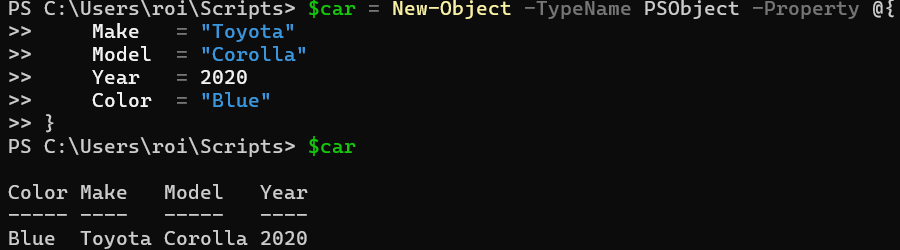 PS C:\Users\roi\Scripts> $car = New-Object -TypeName PSObject -Property @{
>>     Make   = "Toyota"
>>     Model  = "Corolla"
>>     Year   = 2020
>>     Color  = "Blue"
>> }
PS C:\Users\roi\Scripts> $car

Color Make   Model   Year
----- ----   -----   ----
Blue  Toyota Corolla 2020